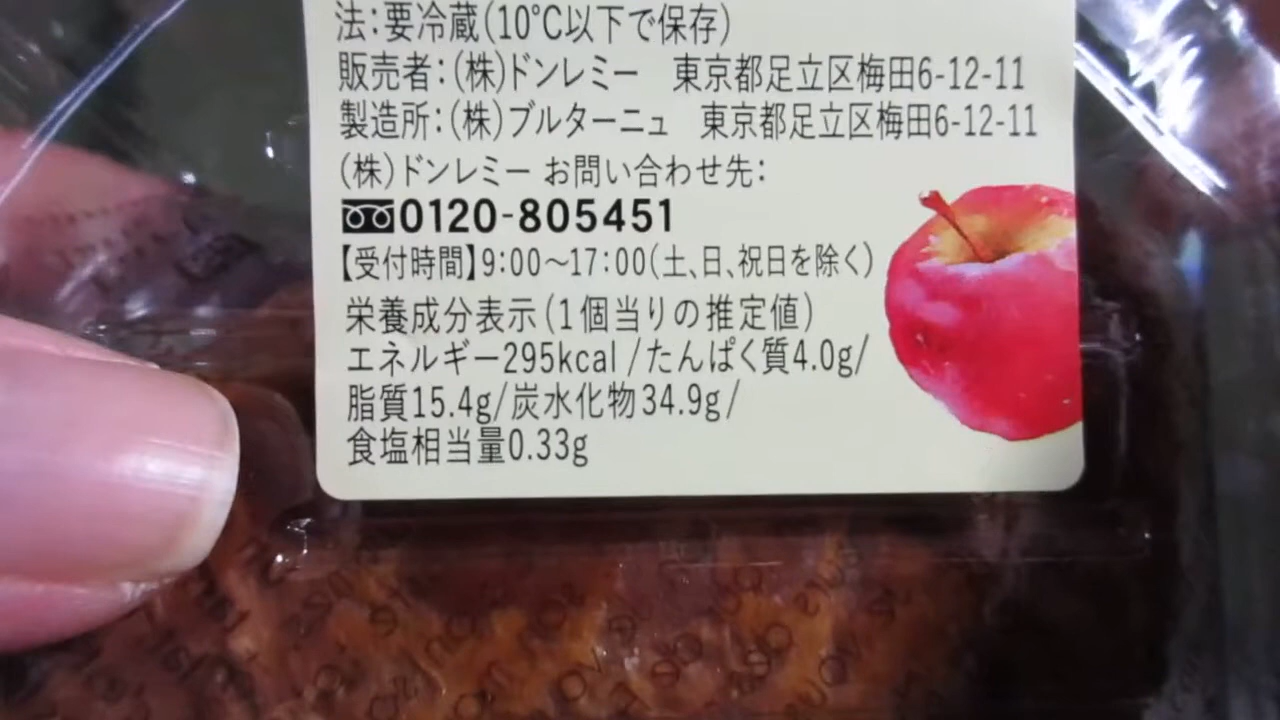 法：要冷蔵(10℃以下で保存)
販売者：(株)ドンレミー　東京都足立区梅田6-12-11
製造所：(株)ブルターニュ　東京都足立区梅田6-12-11
(株)ドンレミー お問い合わせ先：
0120-805451
【受付時間】9:00〜17:00(土、日、祝日を除く)
栄養成分表示(1個当りの推定値)
エネルギー295kcal/たんぱく質4.0g/
脂質15.4g/炭水化物34.9g/
食塩相当量0.33g